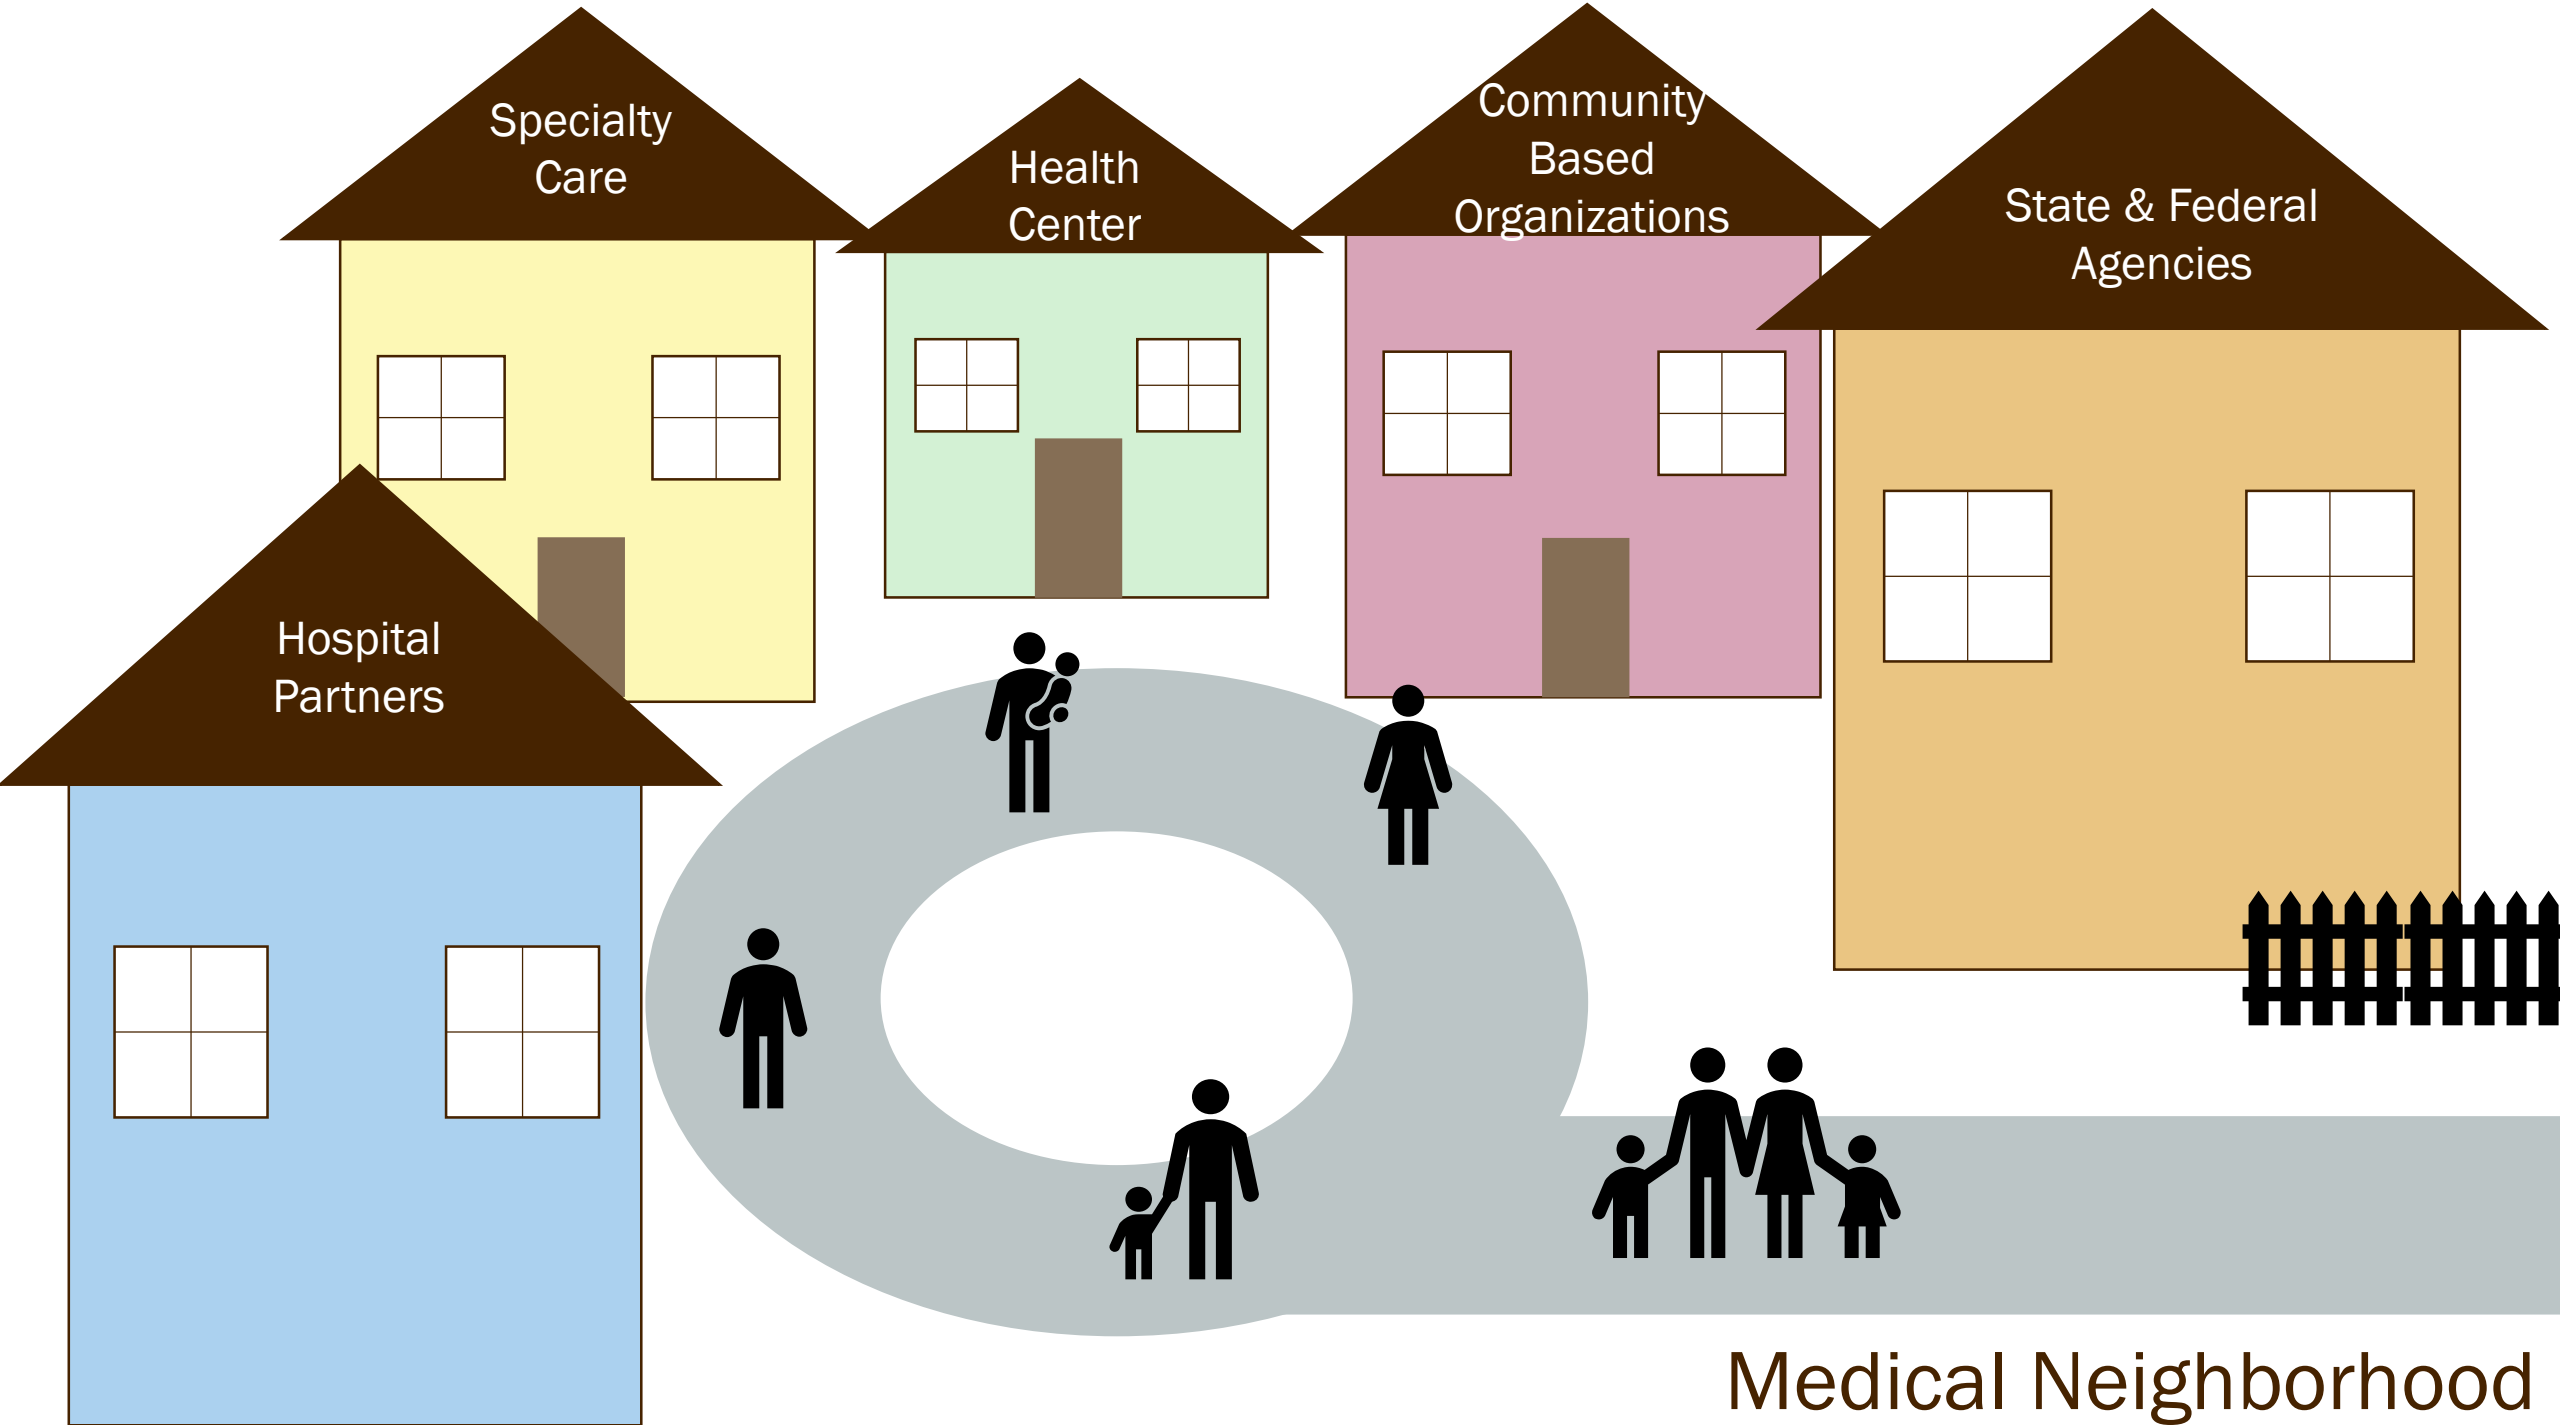 Specialty
Care
Health
Center
Community
Based
Organizations
State & Federal
Agencies
Hospital
Partners
Medical Neighborhood